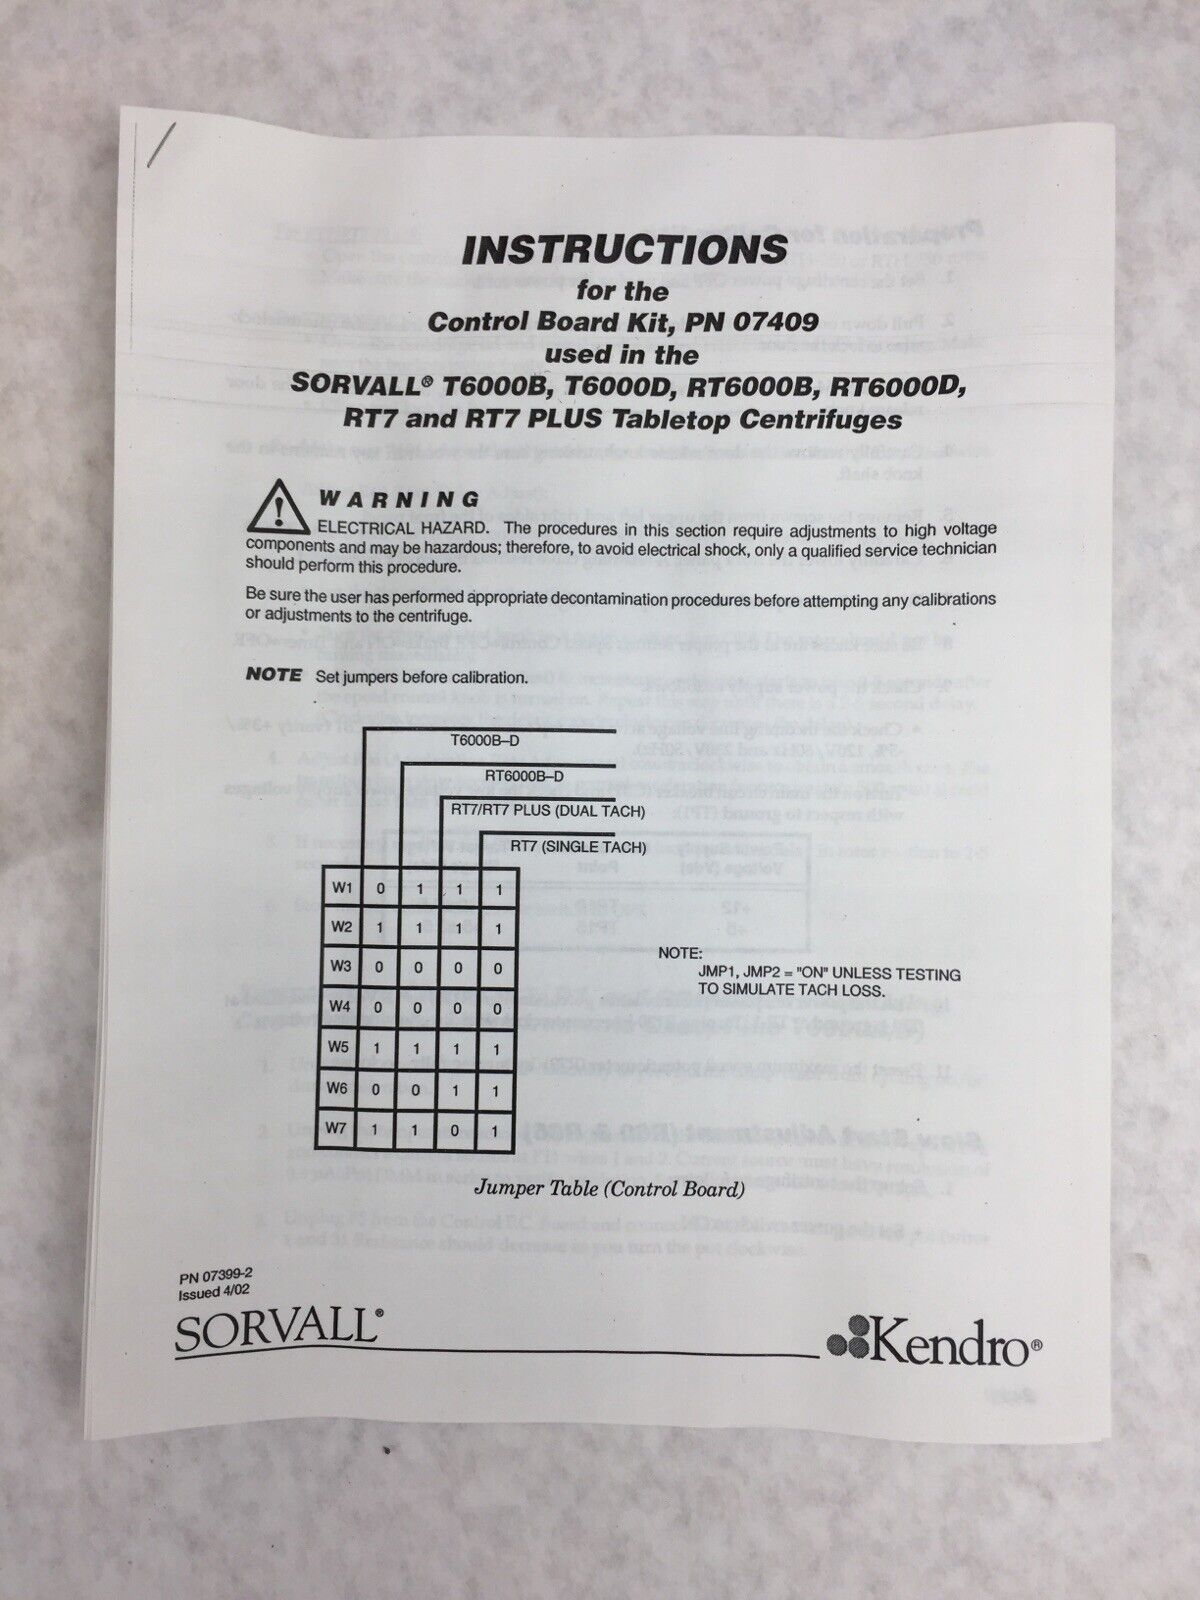 INSTRUCTIONS
for the
Control Board Kit, PN 07409
used in the
SORVALL® T6000B, T6000D, RT6000B, RT6000D,
RT7 and RT7 PLUS Tabletop Centrifuges
WARNING
ELECTRICAL HAZARD. The procedures in this section require adjustments to high voltage
components and may be hazardous; therefore, to avoid electrical shock, only a qualified service technician
should perform this procedure.
Be sure the user has performed appropriate decontamination procedures before attempting any calibrations
or adjustments to the centrifuge.
NOTE Set jumpers before calibration.
T6000B–D
RT6000B–D
RT7/RT7 PLUS (DUAL TACH)
RT7 (SINGLE TACH)
W1 0 1 1 1
W2 1 1 1 1
W3 0 0 0 0
W4 0 0 0 0
W5 1 1 1 1
W6 0 0 1 1
W7 1 1 0 1
NOTE:
JMP1, JMP2 = "ON" UNLESS TESTING
TO SIMULATE TACH LOSS.
Jumper Table (Control Board)
PN 07399-2
Issued 4/02
SORVALL®
Kendro®